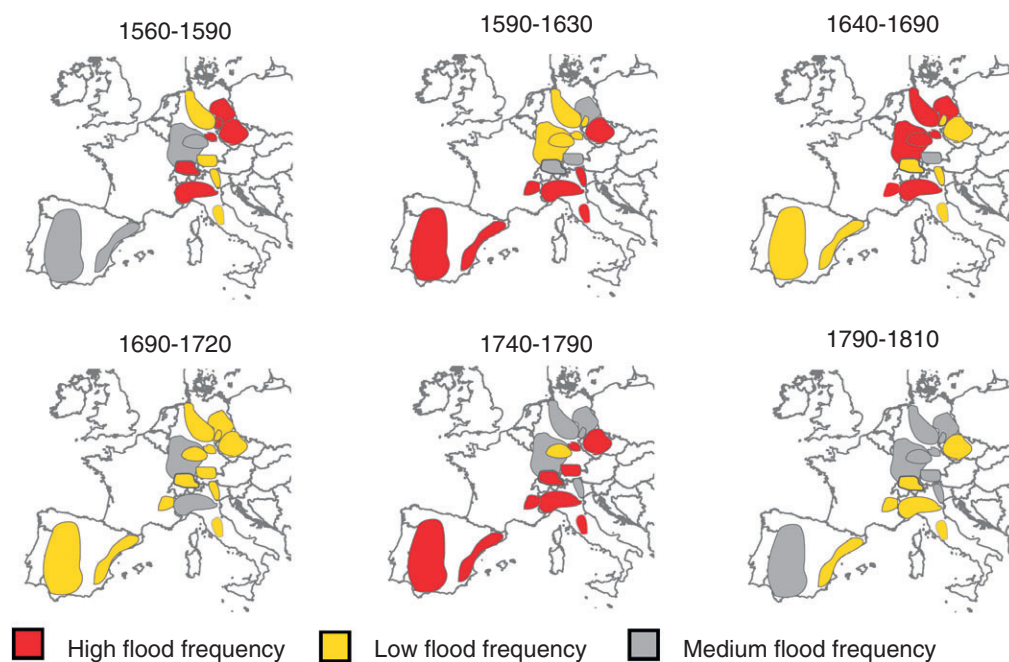 1560-1590
1590-1630
1640-1690
1690-1720
1740-1790
1790-1810
High flood frequency
Low flood frequency
Medium flood frequency